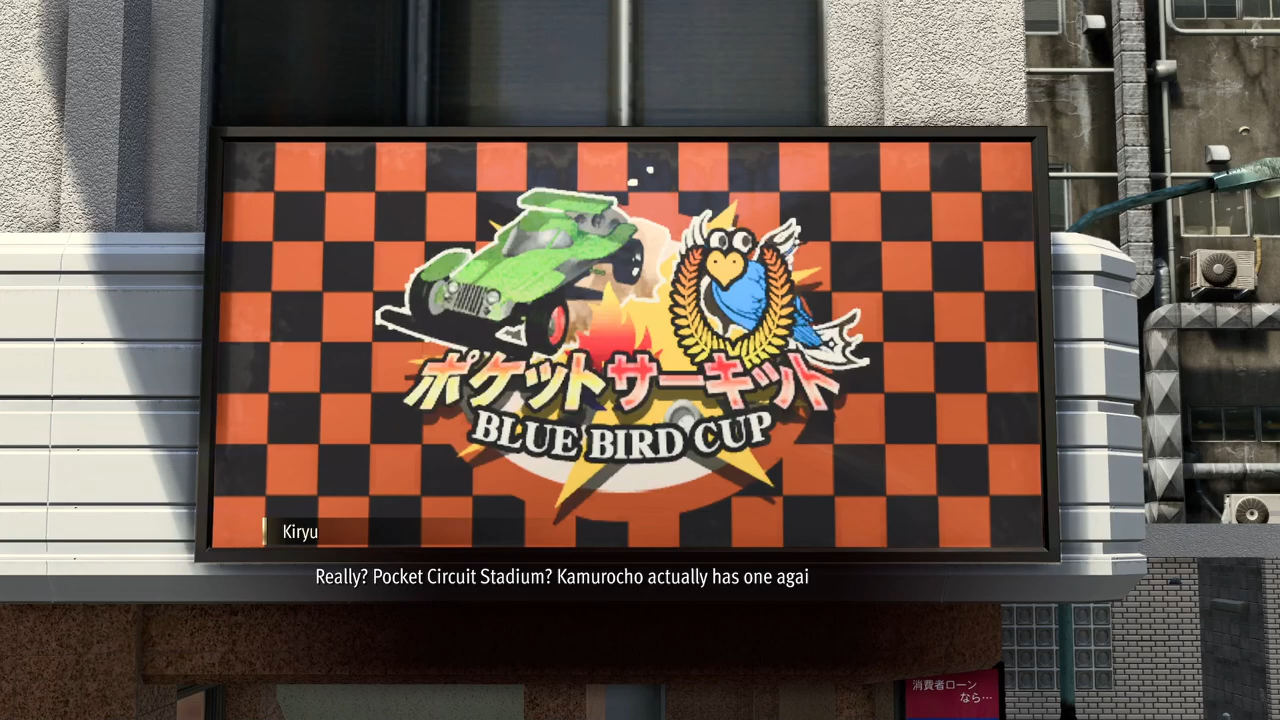 ポケットサーキット
BLUE BIRD CUP
Kiryu
Really? Pocket Circuit Stadium? Kamurocho actually has one agai
消費者ローン
なら…